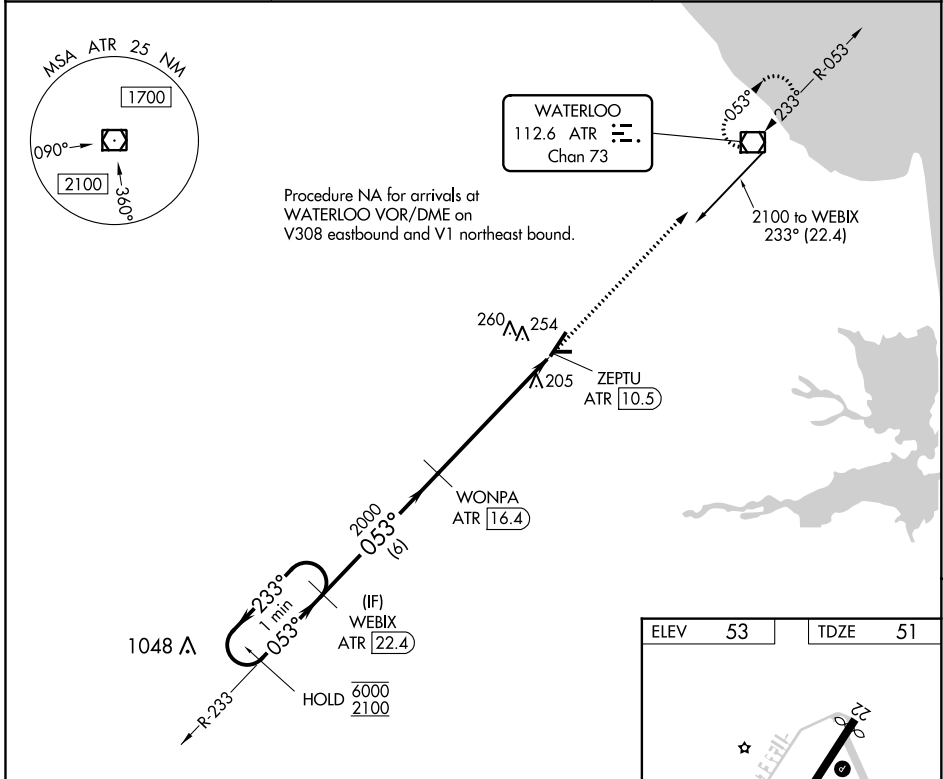 MSA ATR 25 NM
1700
090°
2100
360°
WATERLOO
112.6 ATR
Chan 73
053°
233°
R-053
Procedure NA for arrivals at
WATERLOO VOR/DME on
V308 eastbound and V1 northeast bound.
2100 to WEBIX
233° (22.4)
260
254
205
ZEPTU
ATR 10.5
WONPA
ATR 16.4
2000
053°
(6)
233°
1 min
053°
(IF)
WEBIX
ATR 22.4
1048
HOLD 6000
2100
R-233
ELEV 53
TDZE 51
22
P